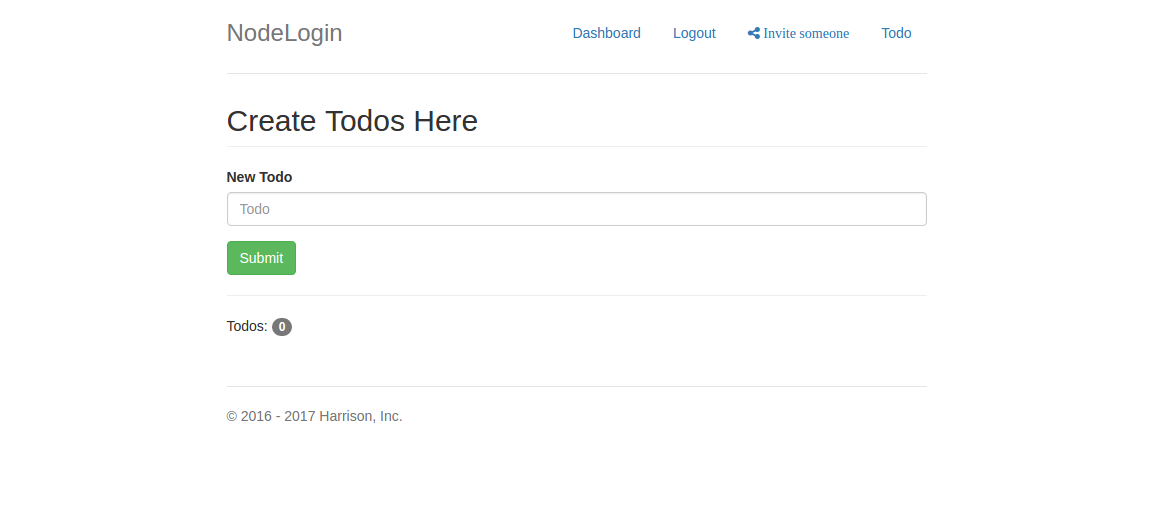 NodeLogin Dashboard Logout Invite someone Todo
Create Todos Here
New Todo
Todo
Submit
Todos: 0
© 2016 - 2017 Harrison, Inc.